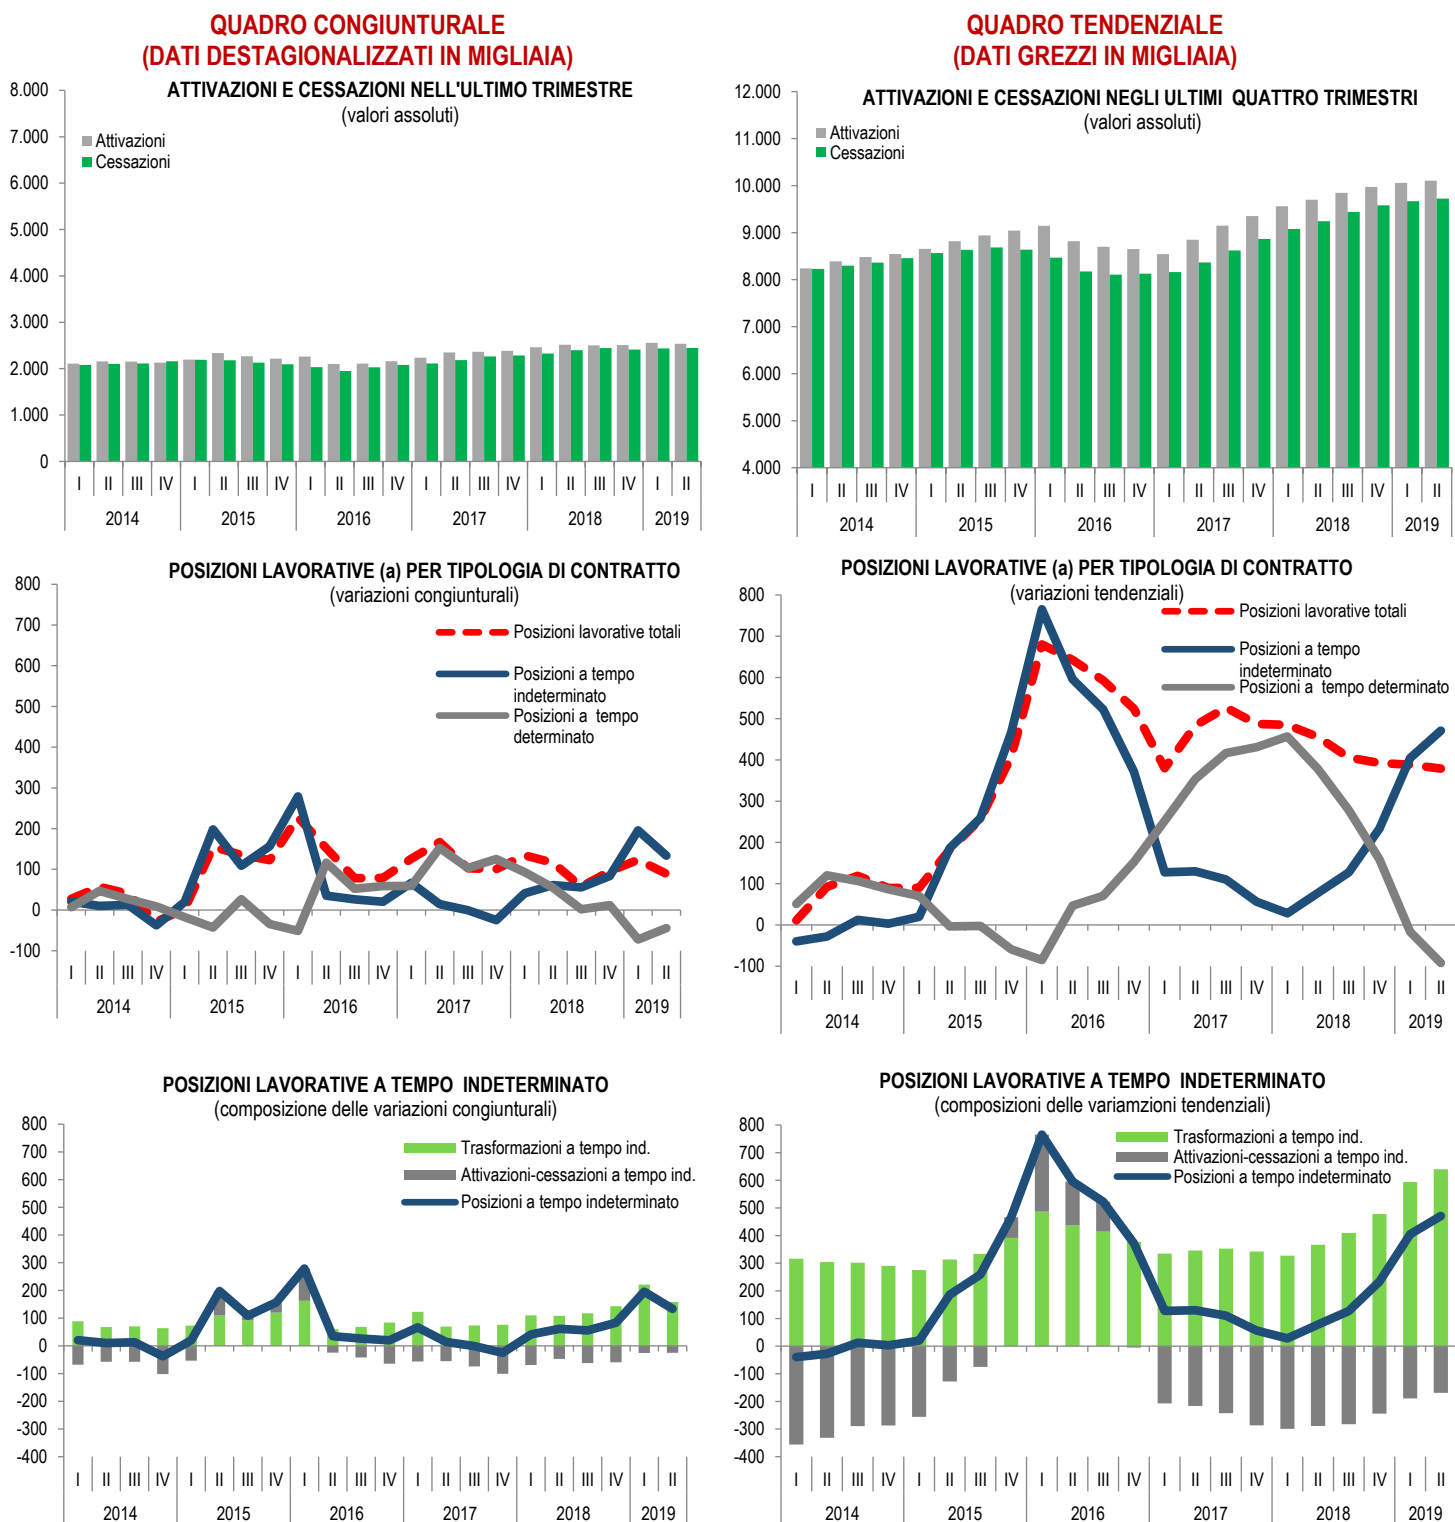 QUADRO CONGIUNTURALE
(DATI DESTAGIONALIZZATI IN MIGLIAIA)
ATTIVAZIONI E CESSAZIONI NELL'ULTIMO TRIMESTRE
(valori assoluti)
Attivazioni
Cessazioni
8.000
7.000
6.000
5.000
4.000
3.000
2.000
1.000
0
I II III IV I II III IV I II III IV I II III IV I II III IV I II
2014 2015 2016 2017 2018 2019
QUADRO TENDENZIALE
(DATI GREZZI IN MIGLIAIA)
ATTIVAZIONI E CESSAZIONI NEGLI ULTIMI QUATTRO TRIMESTRI
(valori assoluti)
Attivazioni
Cessazioni
12.000
11.000
10.000
9.000
8.000
7.000
6.000
5.000
4.000
I II III IV I II III IV I II III IV I II III IV I II III IV I II
2014 2015 2016 2017 2018 2019
POSIZIONI LAVORATIVE (a) PER TIPOLOGIA DI CONTRATTO
(variazioni congiunturali)
Posizioni lavorative totali
Posizioni a tempo
indeterminato
Posizioni a tempo
determinato
800
700
600
500
400
300
200
100
0
-100
I II III IV I II III IV I II III IV I II III IV I II III IV I II
2014 2015 2016 2017 2018 2019
POSIZIONI LAVORATIVE (a) PER TIPOLOGIA DI CONTRATTO
(variazioni tendenziali)
Posizioni lavorative totali
Posizioni a tempo
indeterminato
Posizioni a tempo determinato
800
700
600
500
400
300
200
100
0
-100
I II III IV I II III IV I II III IV I II III IV I II III IV I II
2014 2015 2016 2017 2018 2019
POSIZIONI LAVORATIVE A TEMPO INDETERMINATO
(composizione delle variazioni congiunturali)
Trasformazioni a tempo ind.
Attivazioni-cessazioni a tempo ind.
Posizioni a tempo indeterminato
800
700
600
500
400
300
200
100
0
-100
-200
-300
-400
I II III IV I II III IV I II III IV I II III IV I II III IV I II
2014 2015 2016 2017 2018 2019
POSIZIONI LAVORATIVE A TEMPO INDETERMINATO
(composizioni delle variamzioni tendenziali)
Trasformazioni a tempo ind.
Attivazioni-cessazioni a tempo ind.
Posizioni a tempo indeterminato
800
700
600
500
400
300
200
100
0
-100
-200
-300
-400
I II III IV I II III IV I II III IV I II III IV I II III IV I II
2014 2015 2016 2017 2018 2019